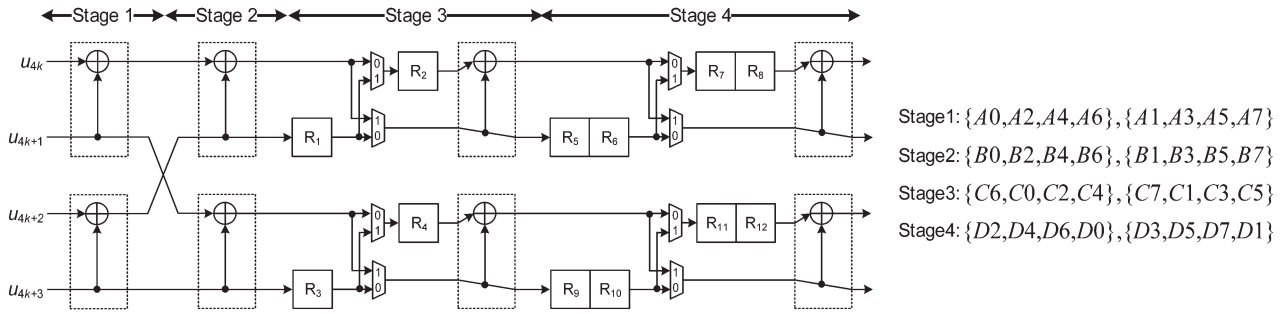 Stage 1 Stage 2 Stage 3 Stage 4
u4k
0 1 R2 0 1 R7 R8
u4k+1 R1 1 0 R5 R6 1 0
u4k+2
0 1 R4 0 1 R11 R12
u4k+3 R3 1 0 R9 R10 1 0
Stage1: {A0,A2,A4,A6},{A1,A3,A5,A7}
Stage2: {B0,B2,B4,B6},{B1,B3,B5,B7}
Stage3: {C6,C0,C2,C4},{C7,C1,C3,C5}
Stage4: {D2,D4,D6,D0},{D3,D5,D7,D1}